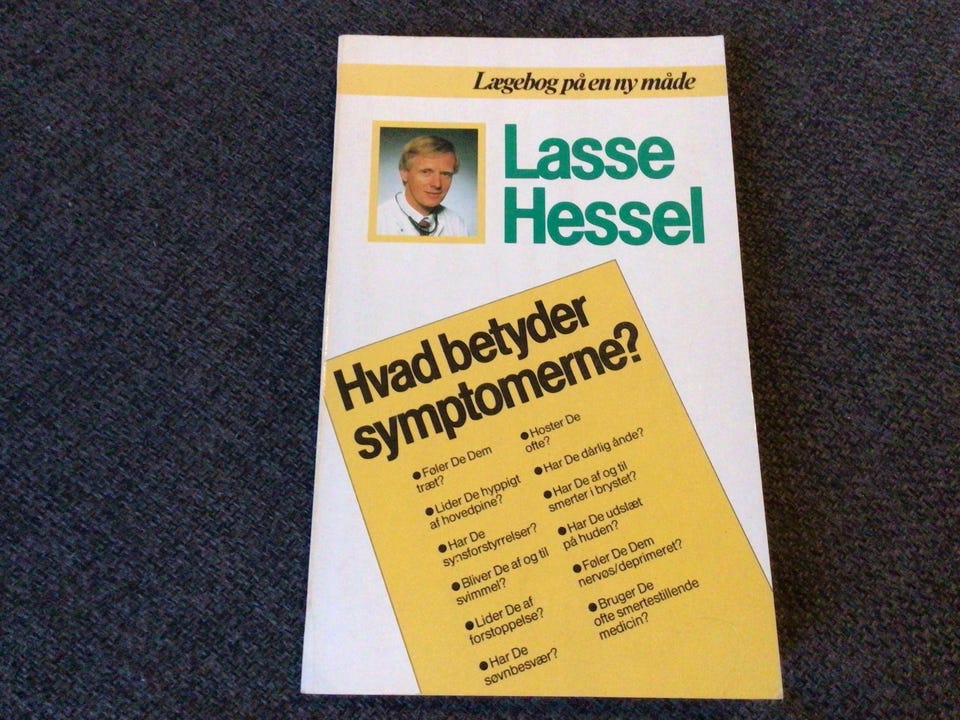 Lægebog på en ny måde
Lasse
Hessel
Hvad betyder
symptomerne?
● Føler De Dem
træt?
● Lider De hyppigt
af hovedpine?
● Har De
synsforstyrrelser?
● Bliver De af og til
svimmel?
● Lider De af
forstoppelse?
● Har De
søvnbesvær?
● Hoster De
ofte?
● Har De dårlig ånde?
● Har De af og til
smerter i brystet?
● Har De udslæt
på huden?
● Føler De Dem
nervøs/deprimeret?
● Bruger De
ofte smertestillende
medicin?